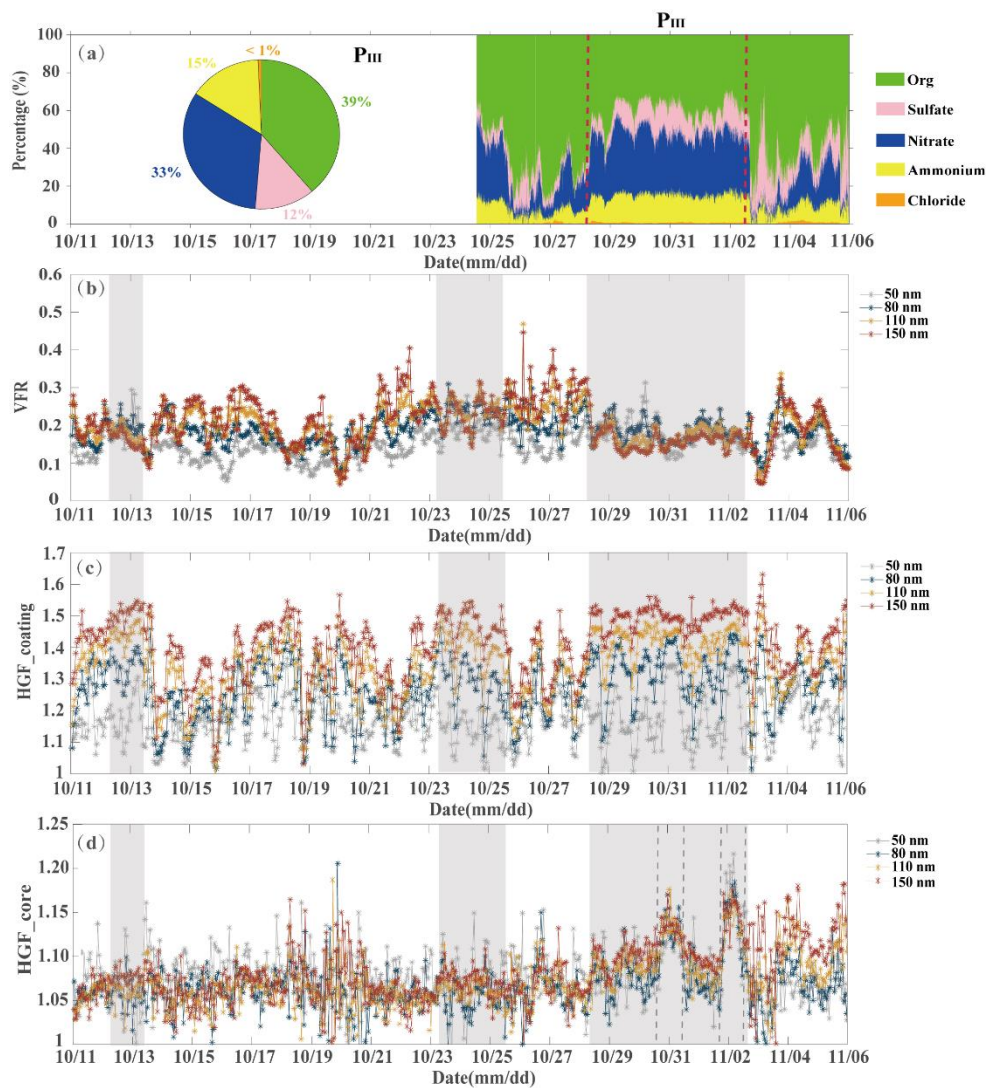 PIII
(a)
PIII
Percentage (%)
100
80
60
40
20
0
< 1%
15%
39%
33%
12%
Org
Sulfate
Nitrate
Ammonium
Chloride
10/11 10/13 10/15 10/17 10/19 10/21 10/23 10/25 10/27 10/29 10/31 11/02 11/04 11/06
Date(mm/dd)
(b)
VFR
0.6
0.5
0.4
0.3
0.2
0.1
0
50 nm
80 nm
110 nm
150 nm
10/11 10/13 10/15 10/17 10/19 10/21 10/23 10/25 10/27 10/29 10/31 11/02 11/04 11/06
Date(mm/dd)
(c)
HGF_coating
1.7
1.6
1.5
1.4
1.3
1.2
1.1
1
50 nm
80 nm
110 nm
150 nm
10/11 10/13 10/15 10/17 10/19 10/21 10/23 10/25 10/27 10/29 10/31 11/02 11/04 11/06
Date(mm/dd)
(d)
HGF_core
1.25
1.20
1.15
1.10
1.05
1
50 nm
80 nm
110 nm
150 nm
10/11 10/13 10/15 10/17 10/19 10/21 10/23 10/25 10/27 10/29 10/31 11/02 11/04 11/06
Date(mm/dd)